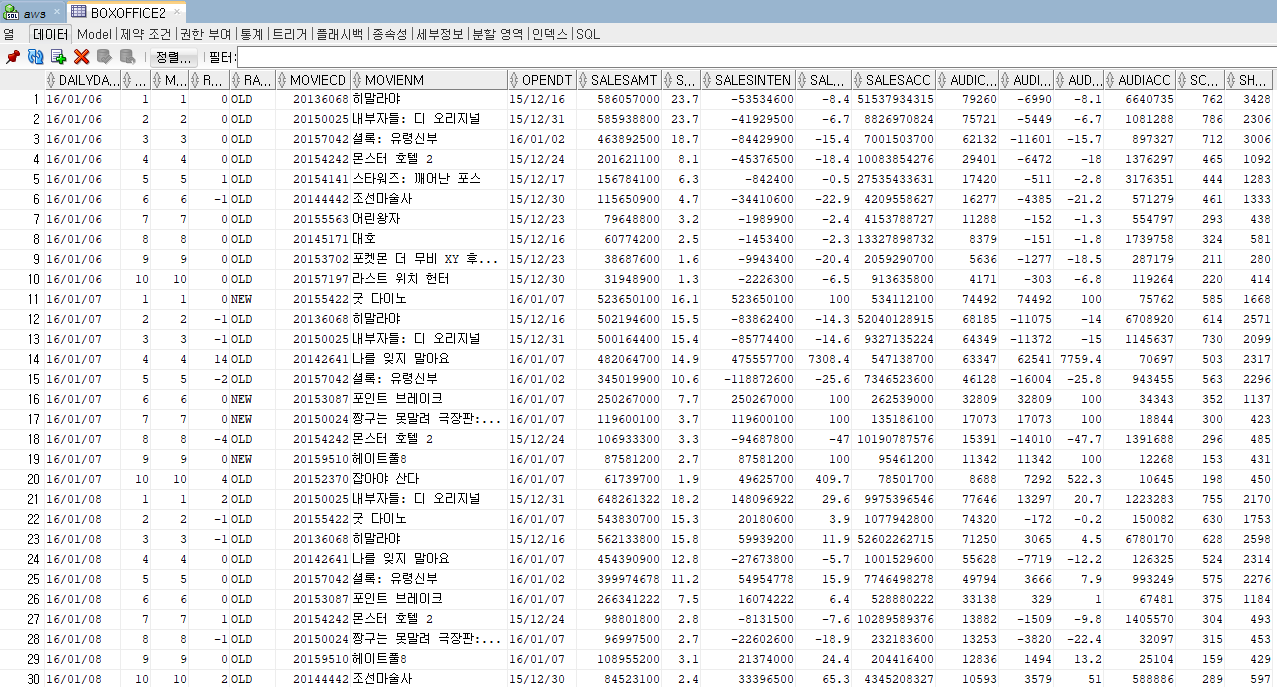 aws BOXOFFICE2
열 데이터 Model 제약 조건 권한 부여 통계 트리거 플래시백 종속성 세부정보 분할 영역 인덱스 SQL
정렬... 필터:
DAILYDA... ... M... R... RA... MOVIECD MOVIENM OPENDT SALESAMT S... SALESINTEN SAL... SALESACC AUDIC... AUDI... AUD... AUDIACC SC... SH...
1 16/01/06 1 1 0 OLD 20136068 히말라야 15/12/16 586057000 23.7 -53534600 -8.4 51537934315 79260 -6990 -8.1 6640735 762 3428
2 16/01/06 2 2 0 OLD 20150025 내부자들: 디 오리지널 15/12/31 585938800 23.7 -41929500 -6.7 8826970824 75721 -5449 -6.7 1081288 786 2306
3 16/01/06 3 3 0 OLD 20157042 셜록: 유령신부 16/01/02 463892500 18.7 -84429900 -15.4 7001503700 62132 -11601 -15.7 897327 712 3006
4 16/01/06 4 4 0 OLD 20154242 몬스터 호텔 2 15/12/24 201621100 8.1 -45376500 -18.4 10083854276 29401 -6472 -18 1376297 465 1092
5 16/01/06 5 5 1 OLD 20154141 스타워즈: 깨어난 포스 15/12/17 156784100 6.3 -842400 -0.5 27535433631 17420 -511 -2.8 3176351 444 1283
6 16/01/06 6 6 -1 OLD 20144442 조선마술사 15/12/30 115650900 4.7 -34410600 -22.9 4209558627 16277 -4385 -21.2 571279 461 1333
7 16/01/06 7 7 0 OLD 20155563 어린왕자 15/12/23 79648800 3.2 -1989900 -2.4 4153788727 11288 -152 -1.3 554797 293 438
8 16/01/06 8 8 0 OLD 20145171 대호 15/12/16 60774200 2.5 -1453400 -2.3 13327898732 8379 -151 -1.8 1739758 324 581
9 16/01/06 9 9 0 OLD 20153702 포켓몬 더 무비 XY 후... 15/12/23 38687600 1.6 -9943400 -20.4 2059290750 5636 -1277 -18.5 287179 211 280
10 16/01/06 10 10 0 OLD 20157197 라스트 위치 헌터 15/12/30 31948900 1.3 -2226300 -6.5 913635800 4171 -303 -6.8 119264 220 414
11 16/01/07 1 1 0 NEW 20155422 굿 다이노 16/01/07 523650100 16.1 523650100 100 534112100 74492 74492 100 75762 585 1668
12 16/01/07 2 2 -1 OLD 20136068 히말라야 15/12/16 502194600 15.5 -83862400 -14.3 52040128915 68185 -11075 -14 6708920 614 2571
13 16/01/07 3 3 -1 OLD 20150025 내부자들: 디 오리지널 15/12/31 500164400 15.4 -85774400 -14.6 9327135224 64349 -11372 -15 1145637 730 2099
14 16/01/07 4 4 14 OLD 20142641 나를 잊지 말아요 16/01/07 482064700 14.9 475557700 7308.4 547138700 63347 62541 7759.4 70697 503 2317
15 16/01/07 5 5 -2 OLD 20157042 셜록: 유령신부 16/01/02 345019900 10.6 -118872600 -25.6 7346523600 46128 -16004 -25.8 943455 563 2296
16 16/01/07 6 6 0 NEW 20153087 포인트 브레이크 16/01/07 250267000 7.7 250267000 100 262539000 32809 32809 100 34343 352 1137
17 16/01/07 7 7 0 NEW 20150024 짱구는 못말려 극장판:... 16/01/07 119600100 3.7 119600100 100 135186100 17073 17073 100 18844 300 423
18 16/01/07 8 8 -4 OLD 20154242 몬스터 호텔 2 15/12/24 106933300 3.3 -94687800 -47 10190787576 15391 -14010 -47.7 1391688 296 485
19 16/01/07 9 9 0 NEW 20159510 헤이트풀8 16/01/07 87581200 2.7 87581200 100 95461200 11342 11342 100 12268 153 431
20 16/01/07 10 10 4 OLD 20152370 잡아야 산다 16/01/07 61739700 1.9 49625700 409.7 78501700 8688 7292 522.3 10645 198 450
21 16/01/08 1 1 2 OLD 20150025 내부자들: 디 오리지널 15/12/31 648261322 18.2 148096922 29.6 9975396546 77646 13297 20.7 1223283 755 2170
22 16/01/08 2 2 -1 OLD 20155422 굿 다이노 16/01/07 543830700 15.3 20180600 3.9 1077942800 74320 -172 -0.2 150082 630 1753
23 16/01/08 3 3 -1 OLD 20136068 히말라야 15/12/16 562133800 15.8 59939200 11.9 52602262715 71250 3065 4.5 6780170 628 2598
24 16/01/08 4 4 0 OLD 20142641 나를 잊지 말아요 16/01/07 454390900 12.8 -27673800 -5.7 1001529600 55628 -7719 -12.2 126325 524 2314
25 16/01/08 5 5 0 OLD 20157042 셜록: 유령신부 16/01/02 399974678 11.2 54954778 15.9 7746498278 49794 3666 7.9 993249 575 2276
26 16/01/08 6 6 0 OLD 20153087 포인트 브레이크 16/01/07 266341222 7.5 16074222 6.4 528880222 33138 329 1 67481 375 1184
27 16/01/08 7 7 1 OLD 20154242 몬스터 호텔 2 15/12/24 98801800 2.8 -8131500 -7.6 10289589376 13882 -1509 -9.8 1405570 304 493
28 16/01/08 8 8 -1 OLD 20150024 짱구는 못말려 극장판:... 16/01/07 96997500 2.7 -22602600 -18.9 232183600 13253 -3820 -22.4 32097 315 453
29 16/01/08 9 9 0 OLD 20159510 헤이트풀8 16/01/07 108955200 3.1 21374000 24.4 204416400 12836 1494 13.2 25104 159 429
30 16/01/08 10 10 2 OLD 20144442 조선마술사 15/12/30 84523100 2.4 33396500 65.3 4345208327 10593 3579 51 588886 289 597